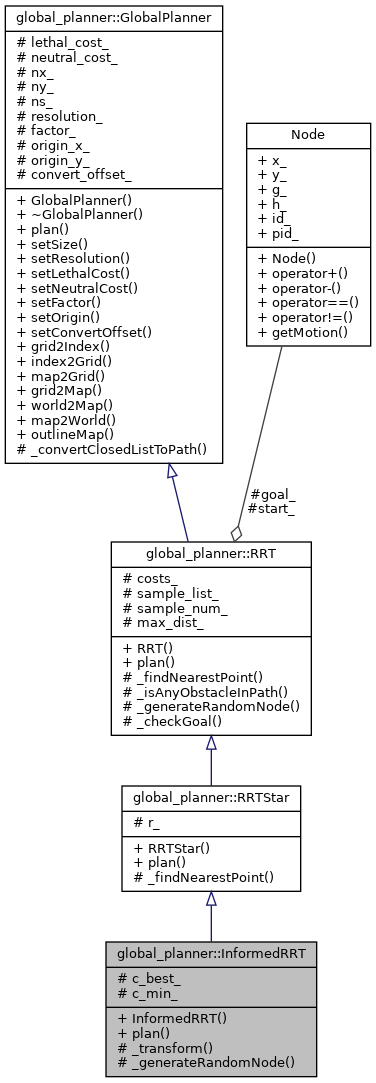 global_planner::GlobalPlanner
# lethal_cost_
# neutral_cost_
# nx_
# ny_
# ns_
# resolution_
# factor_
# origin_x_
# origin_y_
# convert_offset_
+ GlobalPlanner()
+ ~GlobalPlanner()
+ plan()
+ setSize()
+ setResolution()
+ setLethalCost()
+ setNeutralCost()
+ setFactor()
+ setOrigin()
+ setConvertOffset()
+ grid2Index()
+ index2Grid()
+ map2Grid()
+ grid2Map()
+ world2Map()
+ map2World()
+ outlineMap()
# _convertClosedListToPath()
Node
+ x_
+ y_
+ g_
+ h_
+ id_
+ pid_
+ Node()
+ operator+()
+ operator-()
+ operator==()
+ operator!=()
+ getMotion()
#goal_
#start_
global_planner::RRT
# costs_
# sample_list_
# sample_num_
# max_dist_
+ RRT()
+ plan()
# _findNearestPoint()
# _isAnyObstacleInPath()
# _generateRandomNode()
# _checkGoal()
global_planner::RRTStar
# r_
+ RRTStar()
+ plan()
# _findNearestPoint()
global_planner::InformedRRT
# c_best_
# c_min_
+ InformedRRT()
+ plan()
# _transform()
# _generateRandomNode()